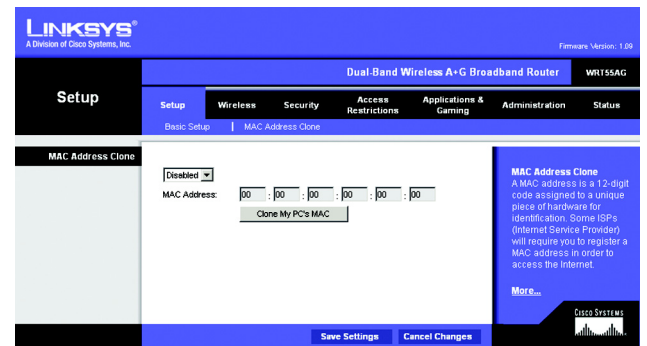 LINKSYS®
A Division of Cisco Systems, Inc.
Firmware Version: 1.09
Dual-Band Wireless A+G Broadband Router
WRT55AG
Setup
Setup
Wireless
Security
Access Restrictions
Applications & Gaming
Administration
Status
Basic Setup | MAC Address Clone
MAC Address Clone
Disabled
MAC Address: 00 : 00 : 00 : 00 : 00 : 00
Clone My PC's MAC
MAC Address Clone
A MAC address is a 12-digit
code assigned to a unique
piece of hardware for
identification. Some ISPs
(Internet Service Provider)
will require you to register a
MAC address in order to
access the Internet.
More...
CISCO SYSTEMS
Save Settings
Cancel Changes